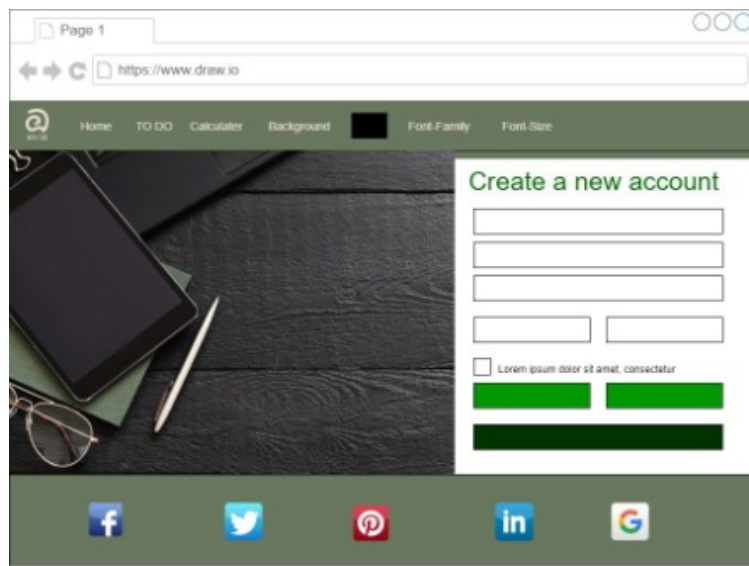 Page 1
https://www.draw.io
Home TO DO Calculater Background Font-Family Font-Size
Create a new account
Lorem ipsum dolor sit amet, consectetur